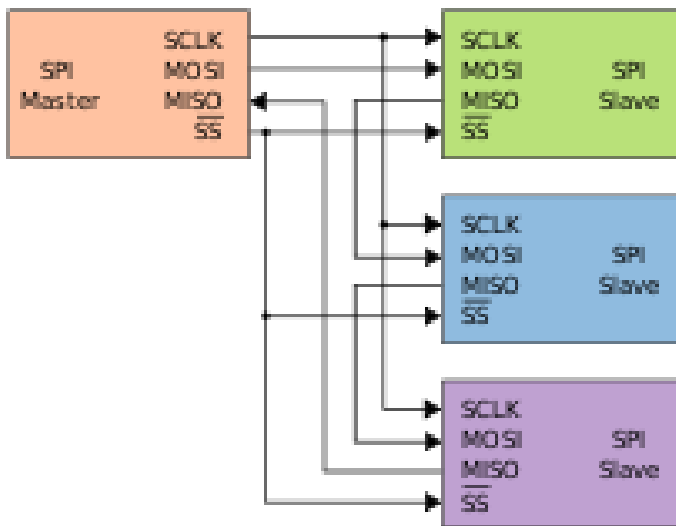 SCLK
SPI MOSI
Master MISO
SS
SCLK
MOSI SPI
MISO Slave
SS
SCLK
MOSI SPI
MISO Slave
SS
SCLK
MOSI SPI
MISO Slave
SS